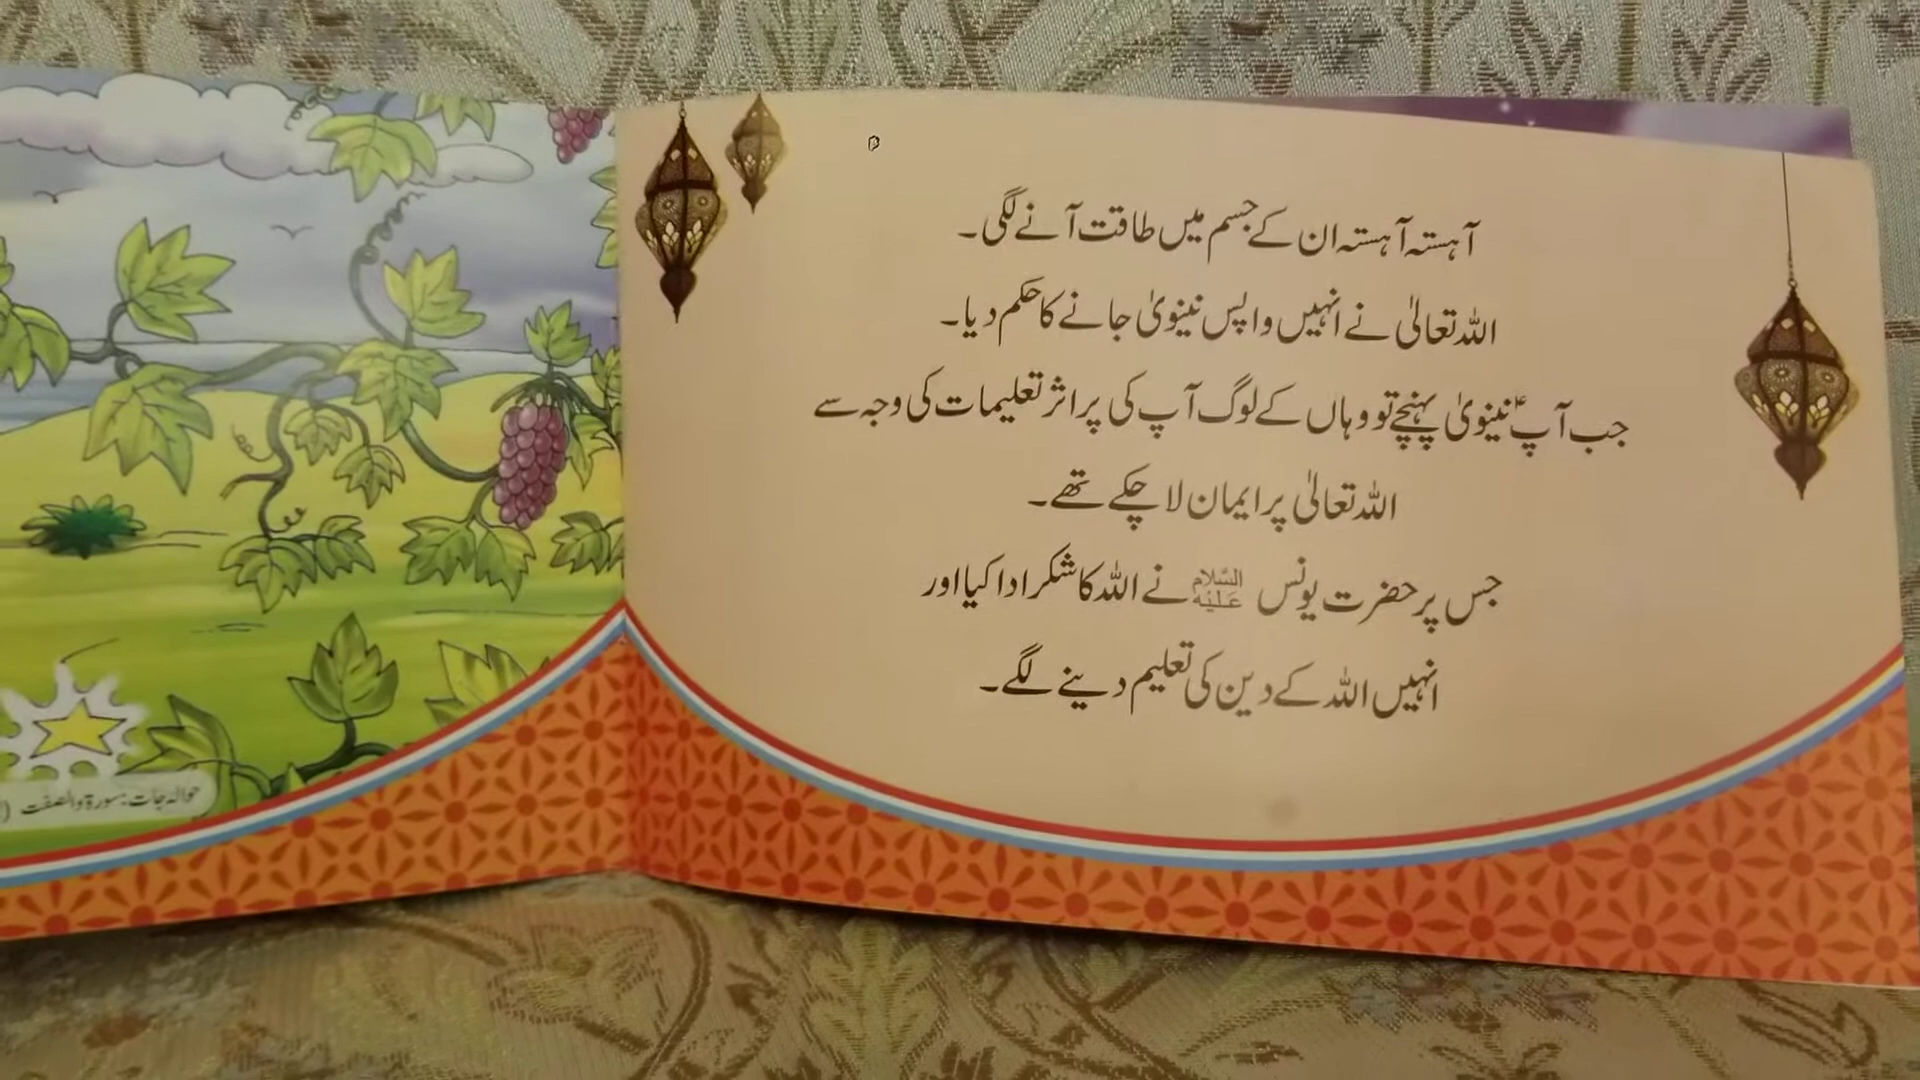 آہستہ آہستہ ان کے جسم میں طاقت آنے لگی۔
اللہ تعالیٰ نے انہیں واپس نینویٰ جانے کا حکم دیا۔
جب آپؑ نینویٰ پہنچے تو وہاں کے لوگ آپ کی پر اثر تعلیمات کی وجہ سے
اللہ تعالیٰ پر ایمان لا چکے تھے۔
جس پر حضرت یونس عَلَيْهِ السَّلَام نے اللہ کا شکر ادا کیا اور
انہیں اللہ کے دین کی تعلیم دینے لگے۔
حوالہ جات: سورۃ والصفت